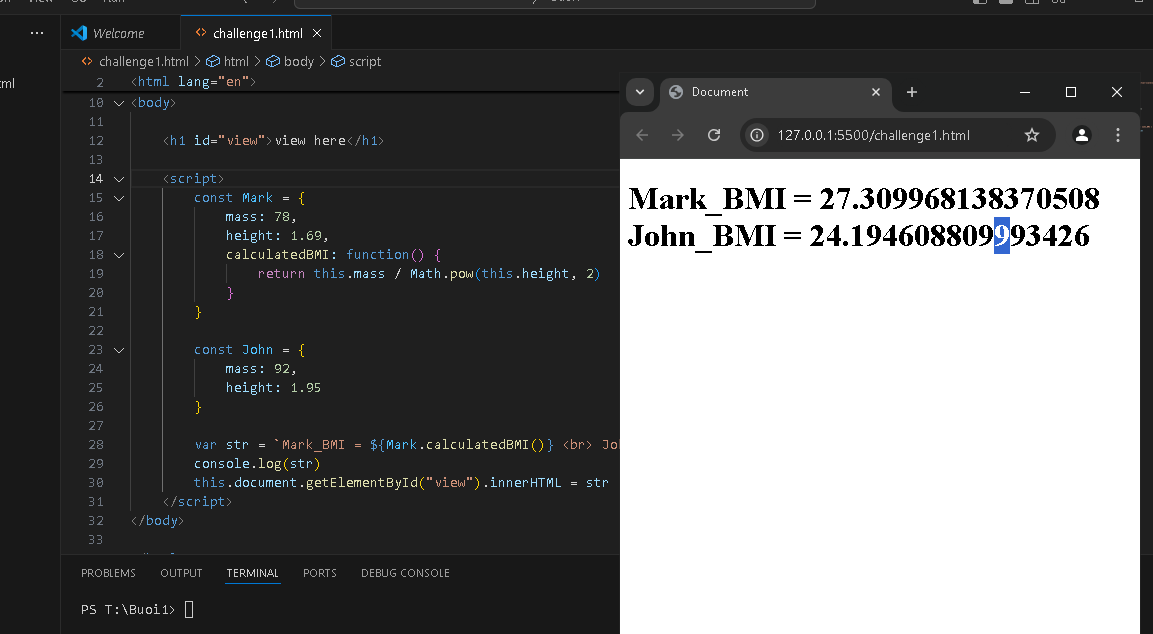 Welcome
challenge1.html
challenge1.html > html > body > script
2 <html lang="en">
10 <body>
11
12 <h1 id="view">view here</h1>
13
14 <script>
15 const Mark = {
16 mass: 78,
17 height: 1.69,
18 calculatedBMI: function() {
19 return this.mass / Math.pow(this.height, 2)
20 }
21 }
22
23 const John = {
24 mass: 92,
25 height: 1.95
26 }
27
28 var str = `Mark_BMI = ${Mark.calculatedBMI()} <br> Jo
29 console.log(str)
30 this.document.getElementById("view").innerHTML = str
31 </script>
32 </body>
33
PROBLEMS OUTPUT TERMINAL PORTS DEBUG CONSOLE
PS T:\Buoi1>
Document
127.0.0.1:5500/challenge1.html
Mark_BMI = 27.309968138370508
John_BMI = 24.194608809993426